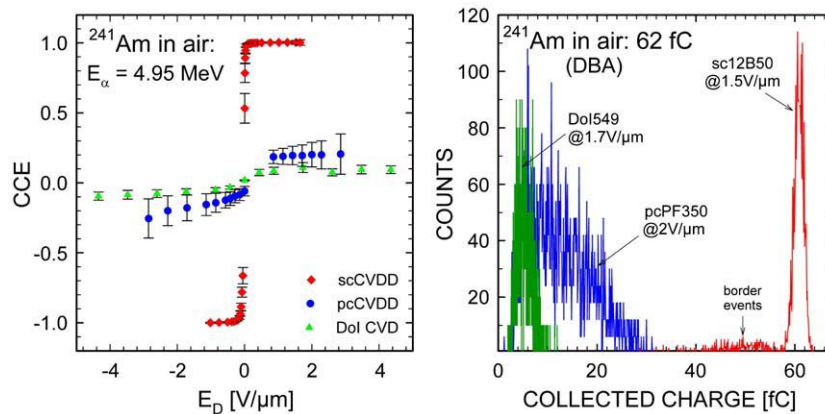 ²⁴¹Am in air:
Eα = 4.95 MeV
CCE
1.0
0.5
0.0
-0.5
-1.0
scCVDD
pcCVDD
DoI CVD
-4 -2 0 2 4
E_D [V/µm]
²⁴¹Am in air: 62 fC
(DBA)
sc12B50
@1.5V/µm
DoI549
@1.7V/µm
pcPF350
@2V/µm
border
events
COUNTS
120
100
80
60
40
20
0 20 40 60
COLLECTED CHARGE [fC]